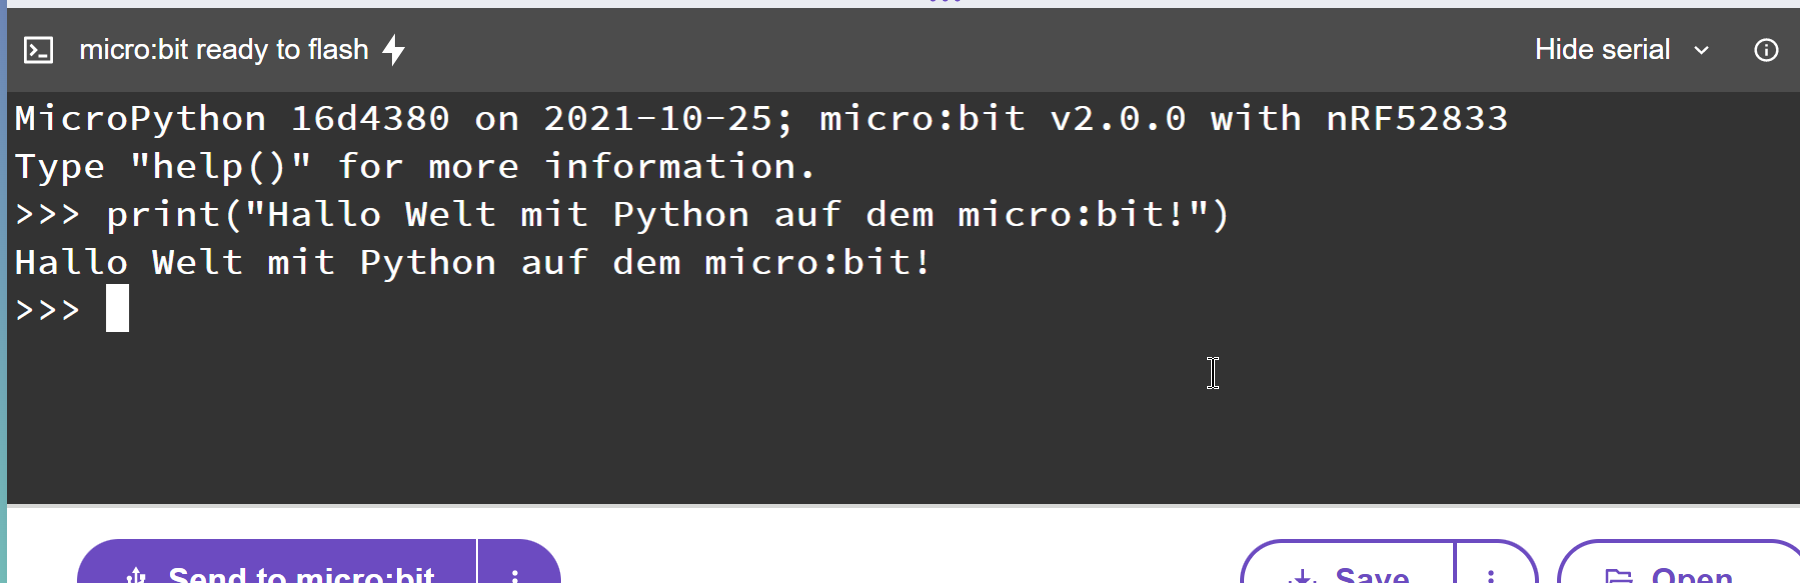 micro:bit ready to flash
Hide serial
MicroPython 16d4380 on 2021-10-25; micro:bit v2.0.0 with nRF52833
Type "help()" for more information.
>>> print("Hallo Welt mit Python auf dem micro:bit!")
Hallo Welt mit Python auf dem micro:bit!
>>>
Send to micro:bit
Save
Open